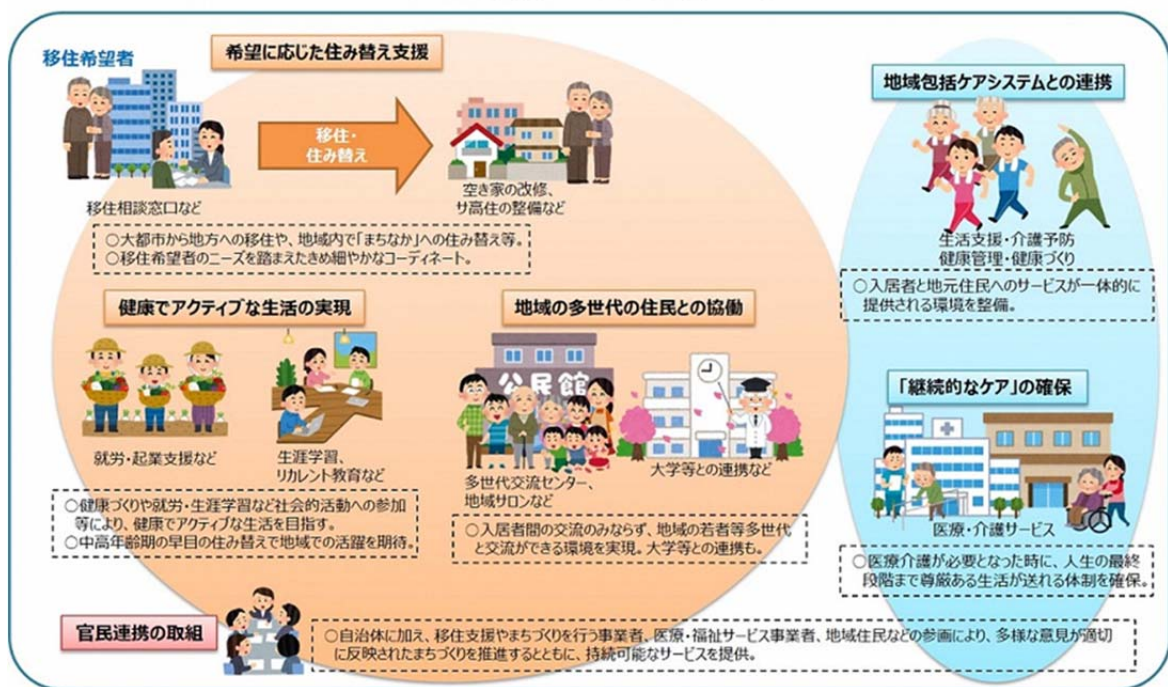 移住希望者
希望に応じた住み替え支援
移住・
住み替え
移住相談窓口など
空き家の改修、
サ高住の整備など
○大都市から地方への移住や、地域内で「まちなか」への住み替え等。
○移住希望者のニーズを踏まえたきめ細やかなコーディネート。
健康でアクティブな生活の実現
就労・起業支援など
生涯学習、
リカレント教育など
○健康づくりや就労・生涯学習など社会的活動への参加
等により、健康でアクティブな生活を目指す。
○中高年齢期の早目の住み替えで地域での活躍を期待。
地域の多世代の住民との協働
公民館
多世代交流センター、
地域サロンなど
大学等との連携など
○入居者間の交流のみならず、地域の若者等多世代
と交流ができる環境を実現。大学等との連携も。
地域包括ケアシステムとの連携
生活支援・介護予防
健康管理・健康づくり
○入居者と地元住民へのサービスが一体的に
提供される環境を整備。
「継続的なケア」の確保
医療・介護サービス
○医療介護が必要となった時に、人生の最終
段階まで尊厳ある生活が送れる体制を確保。
官民連携の取組
○自治体に加え、移住支援やまちづくりを行う事業者、医療・福祉サービス事業者、地域住民などの参画により、多様な意見が適切
に反映されたまちづくりを推進するとともに、持続可能なサービスを提供。